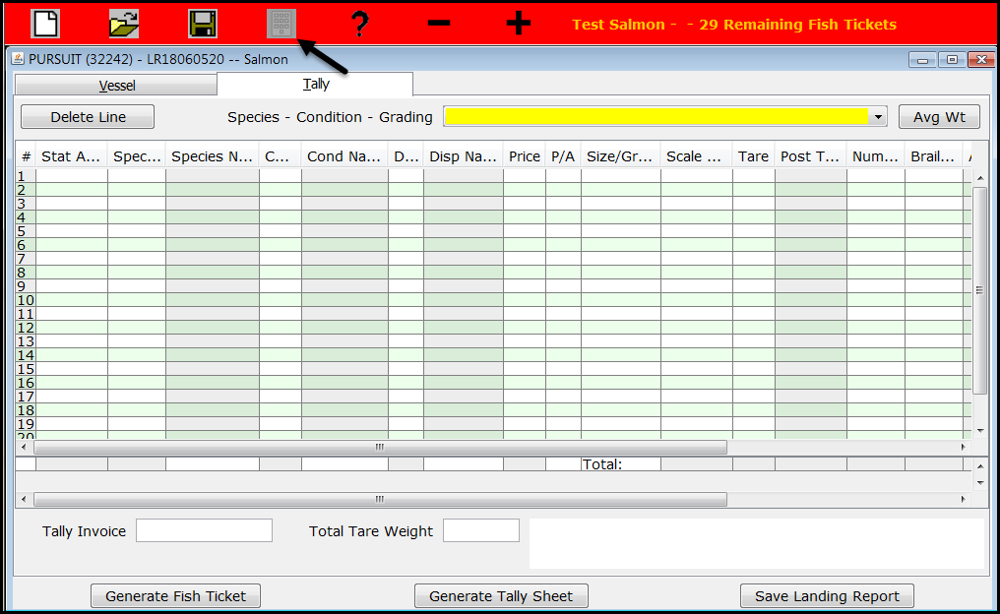 ? Test Salmon - - 29 Remaining Fish Tickets
PURSUIT (32242) - LR18060520 -- Salmon
Vessel Tally
Delete Line Species - Condition - Grading Avg Wt
# Stat A... Spec... Species N... C... Cond Na... D... Disp Na... Price P/A Size/Gr... Scale ... Tare Post T... Num... Brail...
1
2
3
4
5
6
7
8
9
10
11
12
13
14
15
16
17
18
19
20
Total:
Tally Invoice Total Tare Weight
Generate Fish Ticket Generate Tally Sheet Save Landing Report